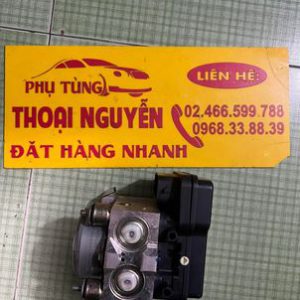 PHỤ TÙNG
LIÊN HỆ:
THOẠI NGUYỄN
02.466.599.788
0968.33.88.39
ĐẶT HÀNG NHANH